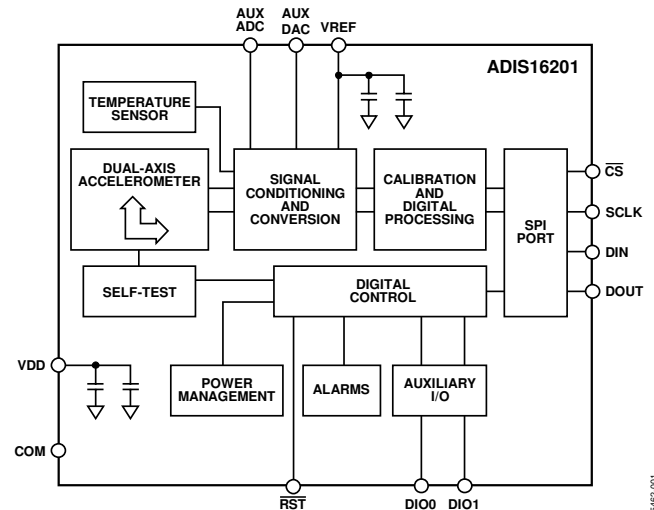 AUX
ADC
AUX
DAC
VREF
ADIS16201
TEMPERATURE
SENSOR
DUAL-AXIS
ACCELEROMETER
SIGNAL
CONDITIONING
AND
CONVERSION
CALIBRATION
AND
DIGITAL
PROCESSING
SPI
PORT
CS
SCLK
DIN
DOUT
SELF-TEST
DIGITAL
CONTROL
VDD
POWER
MANAGEMENT
ALARMS
AUXILIARY
I/O
COM
RST
DIO0
DIO1